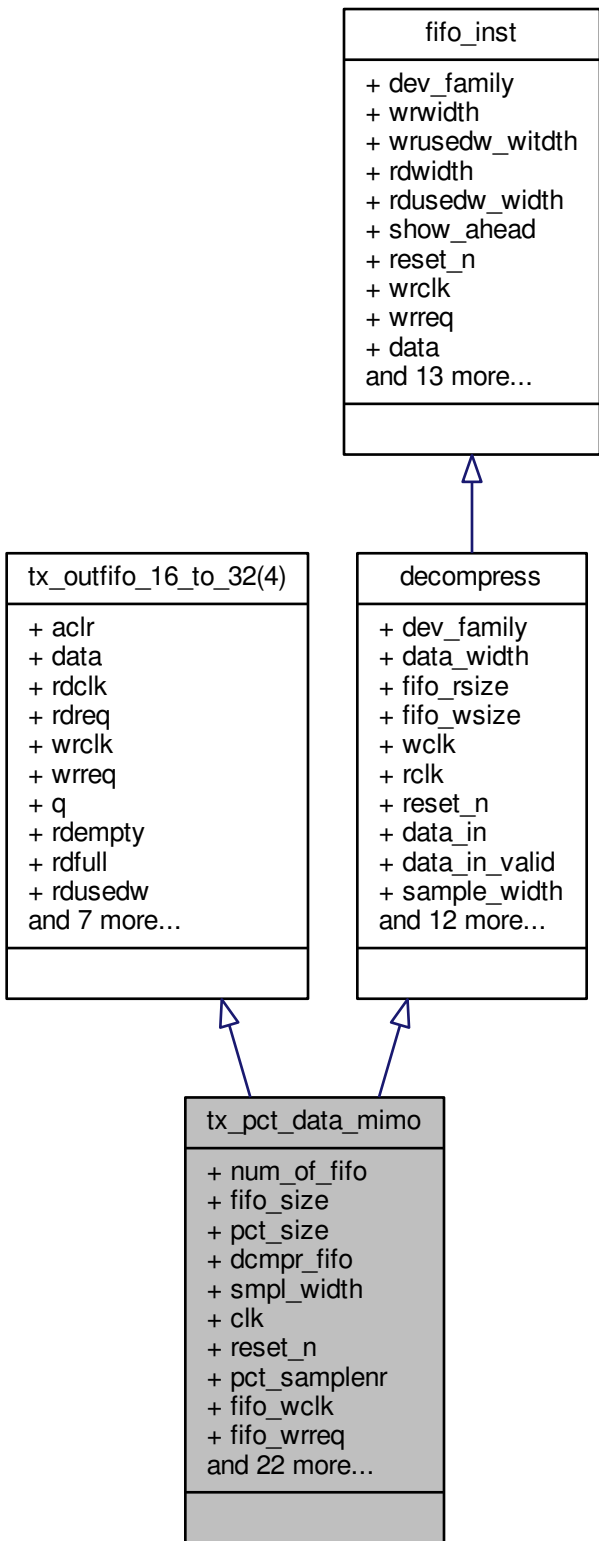 fifo_inst
+ dev_family
+ wrwidth
+ wrusedw_witdth
+ rdwidth
+ rdusedw_width
+ show_ahead
+ reset_n
+ wrclk
+ wrreq
+ data
and 13 more...
tx_outfifo_16_to_32(4)
+ aclr
+ data
+ rdclk
+ rdreq
+ wrclk
+ wrreq
+ q
+ rdempty
+ rdfull
+ rdusedw
and 7 more...
decompress
+ dev_family
+ data_width
+ fifo_rsize
+ fifo_wsize
+ wclk
+ rclk
+ reset_n
+ data_in
+ data_in_valid
+ sample_width
and 12 more...
tx_pct_data_mimo
+ num_of_fifo
+ fifo_size
+ pct_size
+ dcmpr_fifo
+ smpl_width
+ clk
+ reset_n
+ pct_samplenr
+ fifo_wclk
+ fifo_wrreq
and 22 more...